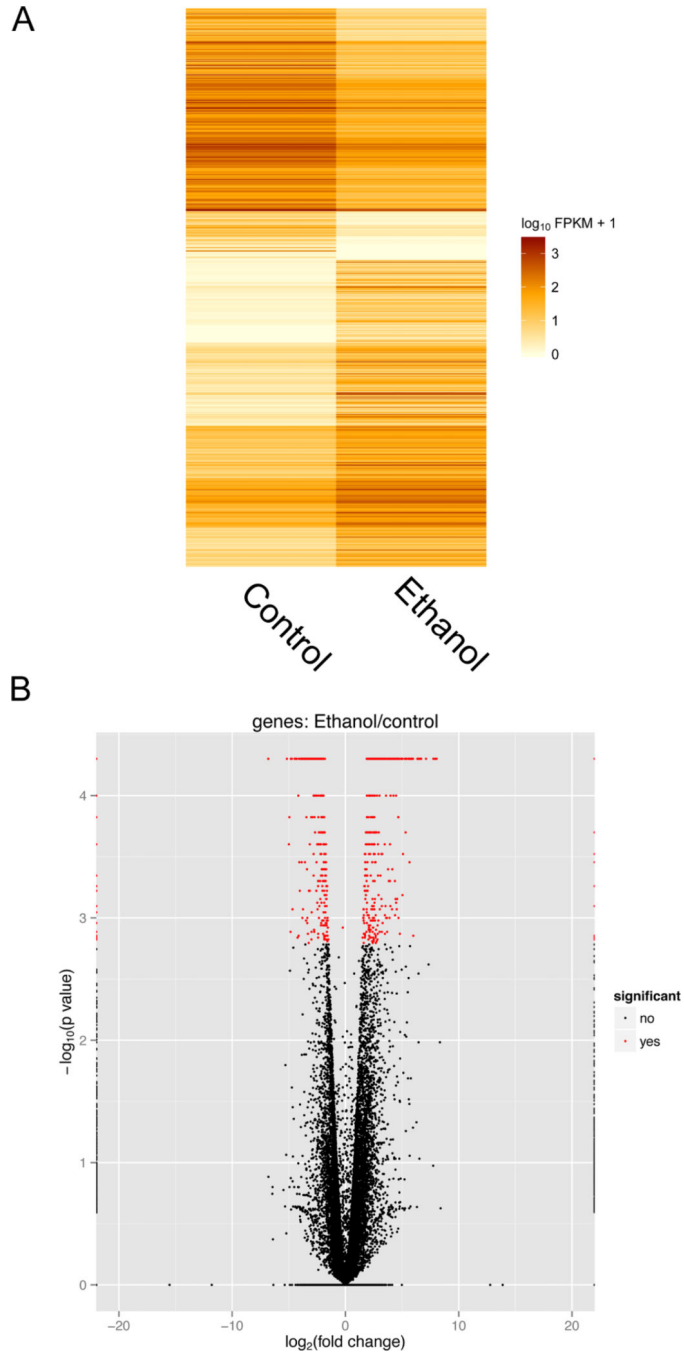 A
log10 FPKM + 1
3
2
1
0
Control
Ethanol
B
genes: Ethanol/control
4
3
2
1
0
−log10(p value)
−20
−10
0
10
20
log2(fold change)
significant
no
yes